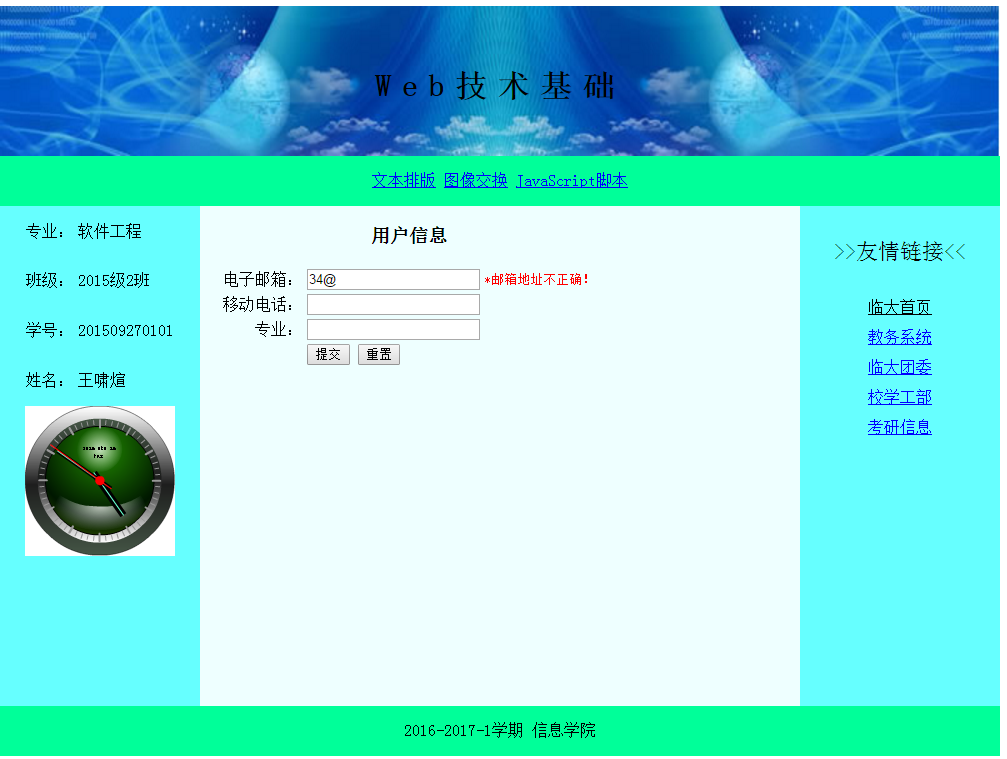 Web技术基础
文本排版 图像交换 JavaScript脚本
专业： 软件工程
班级： 2015级2班
学号： 201509270101
姓名： 王啸煊
用户信息
电子邮箱： 34@ *邮箱地址不正确!
移动电话：
专业：
提交 重置
>>友情链接<<
临大首页
教务系统
临大团委
校学工部
考研信息
2016-2017-1学期 信息学院